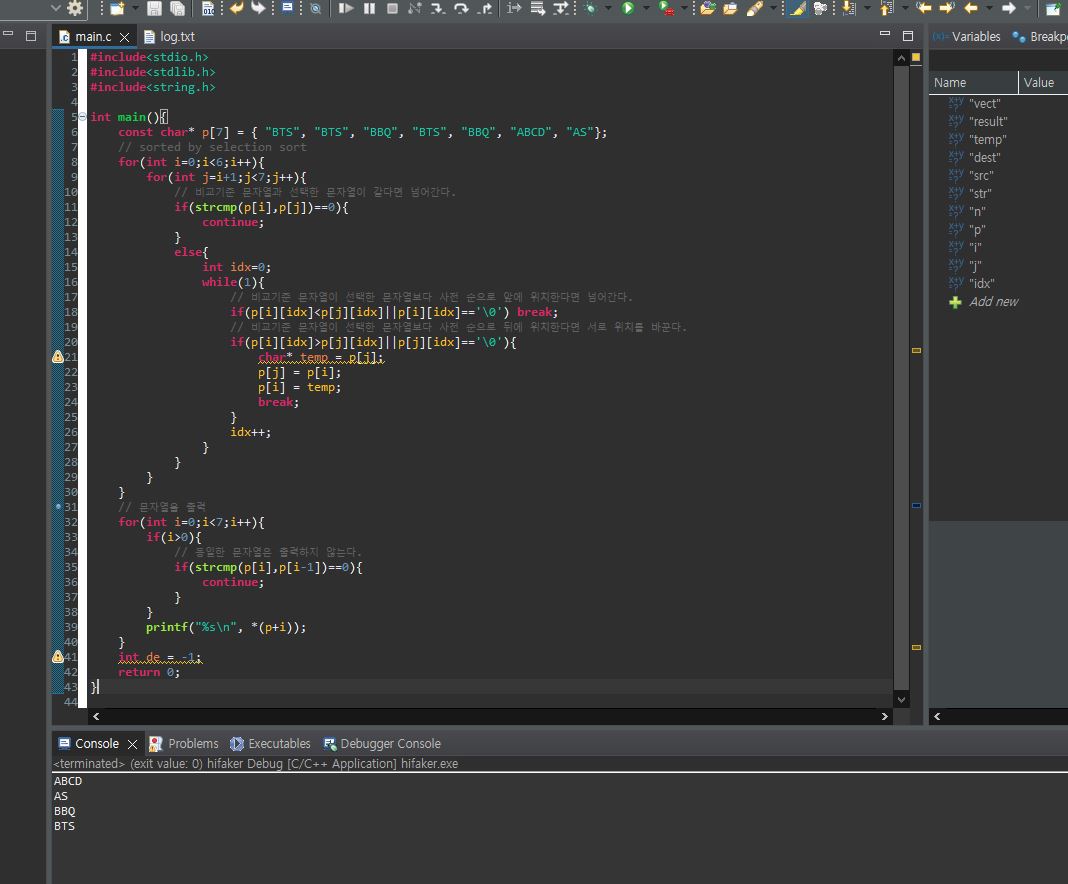 main.c
log.txt
Variables
Breakp
Name
Value
1 #include<stdio.h>
2 #include<stdlib.h>
3 #include<string.h>
4
5 int main(){
6 const char* p[7] = { "BTS", "BTS", "BBQ", "BTS", "BBQ", "ABCD", "AS"};
7 // sorted by selection sort
8 for(int i=0;i<6;i++){
9 for(int j=i+1;j<7;j++){
10 // 비교기준 문자열과 선택한 문자열이 같다면 넘어간다.
11 if(strcmp(p[i],p[j])==0){
12 continue;
13 }
14 else{
15 int idx=0;
16 while(1){
17 // 비교기준 문자열이 선택한 문자열보다 사전 순으로 앞에 위치한다면 넘어간다.
18 if(p[i][idx]<p[j][idx]||p[i][idx]=='\0') break;
19 // 비교기준 문자열이 선택한 문자열보다 사전 순으로 뒤에 위치한다면 서로 위치를 바꾼다.
20 if(p[i][idx]>p[j][idx]||p[j][idx]=='\0'){
21 char* temp = p[j];
22 p[j] = p[i];
23 p[i] = temp;
24 break;
25 }
26 idx++;
27 }
28 }
29 }
30 }
31 // 문자열을 출력
32 for(int i=0;i<7;i++){
33 if(i>0){
34 // 동일한 문자열은 출력하지 않는다.
35 if(strcmp(p[i],p[i-1])==0){
36 continue;
37 }
38 }
39 printf("%s\n", *(p+i));
40 }
41 int de = -1;
42 return 0;
43 }
44
"vect"
"result"
"temp"
"dest"
"src"
"str"
"n"
"p"
"i"
"j"
"idx"
Add new
Console
Problems
Executables
Debugger Console
<terminated> (exit value: 0) hifaker Debug [C/C++ Application] hifaker.exe
ABCD
AS
BBQ
BTS